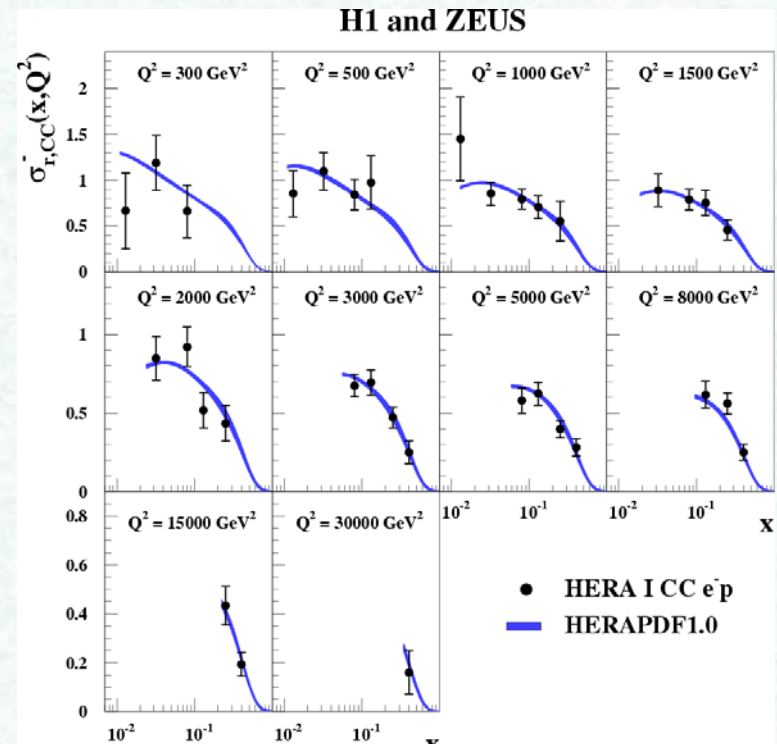 H1 and ZEUS
σ⁻r,CC(x,Q²)
Q² = 300 GeV²
Q² = 500 GeV²
Q² = 1000 GeV²
Q² = 1500 GeV²
2
1.5
1
0.5
0
Q² = 2000 GeV²
Q² = 3000 GeV²
Q² = 5000 GeV²
Q² = 8000 GeV²
1
0.5
0
10⁻² 10⁻¹ 10⁻² 10⁻¹ x
Q² = 15000 GeV²
Q² = 30000 GeV²
0.8
0.6
0.4
0.2
0
HERA I CC e⁻p
HERAPDF1.0
10⁻² 10⁻¹ 10⁻² 10⁻¹